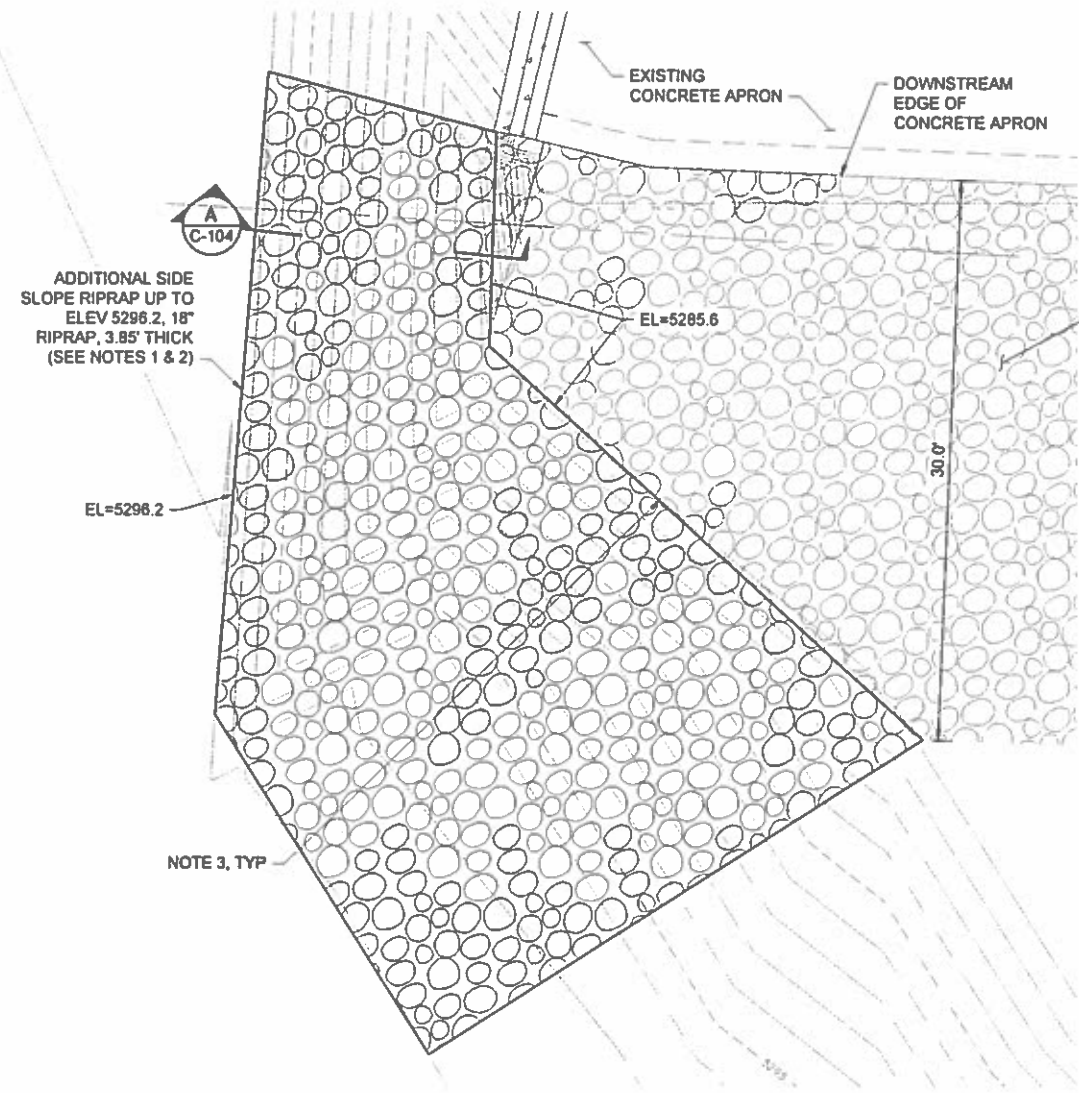 EXISTING
CONCRETE APRON
DOWNSTREAM
EDGE OF
CONCRETE APRON
A
C-104
ADDITIONAL SIDE
SLOPE RIPRAP UP TO
ELEV 5296.2, 18"
RIPRAP, 3.85' THICK
(SEE NOTES 1 & 2)
EL=5285.6
30.0'
EL=5296.2
NOTE 3, TYP
5295